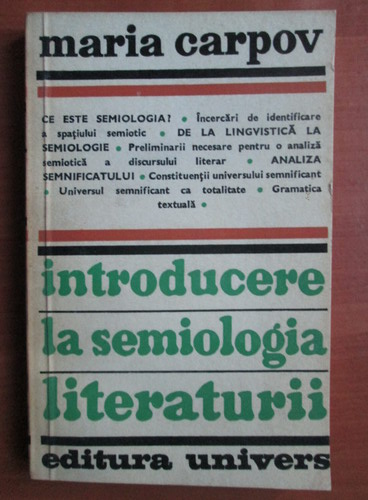 maria carpov
CE ESTE SEMIOLOGIA? • Încercări de identificare
a spațiului semiotic • DE LA LINGVISTICĂ LA
SEMIOLOGIE • Preliminarii necesare pentru o analiză
semiotică a discursului literar • ANALIZA
SEMNIFICATULUI • Constituenții universului semnificant
• Universul semnificant ca totalitate • Gramatica
textuală •
introducere
la semiologia
literaturii
editura univers